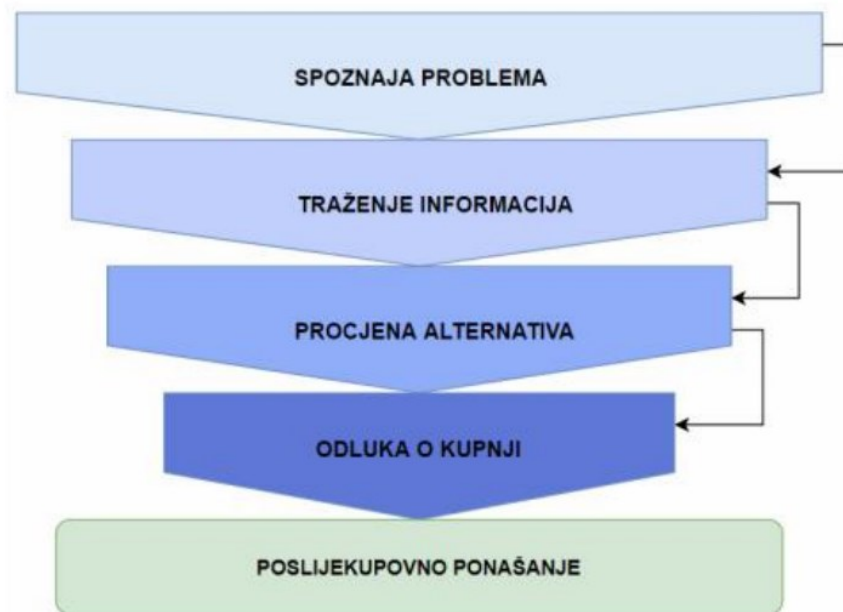 SPOZNAJA PROBLEMA
TRAŽENJE INFORMACIJA
PROCJENA ALTERNATIVA
ODLUKA O KUPNJI
POSLIJEKUPOVNO PONAŠANJE